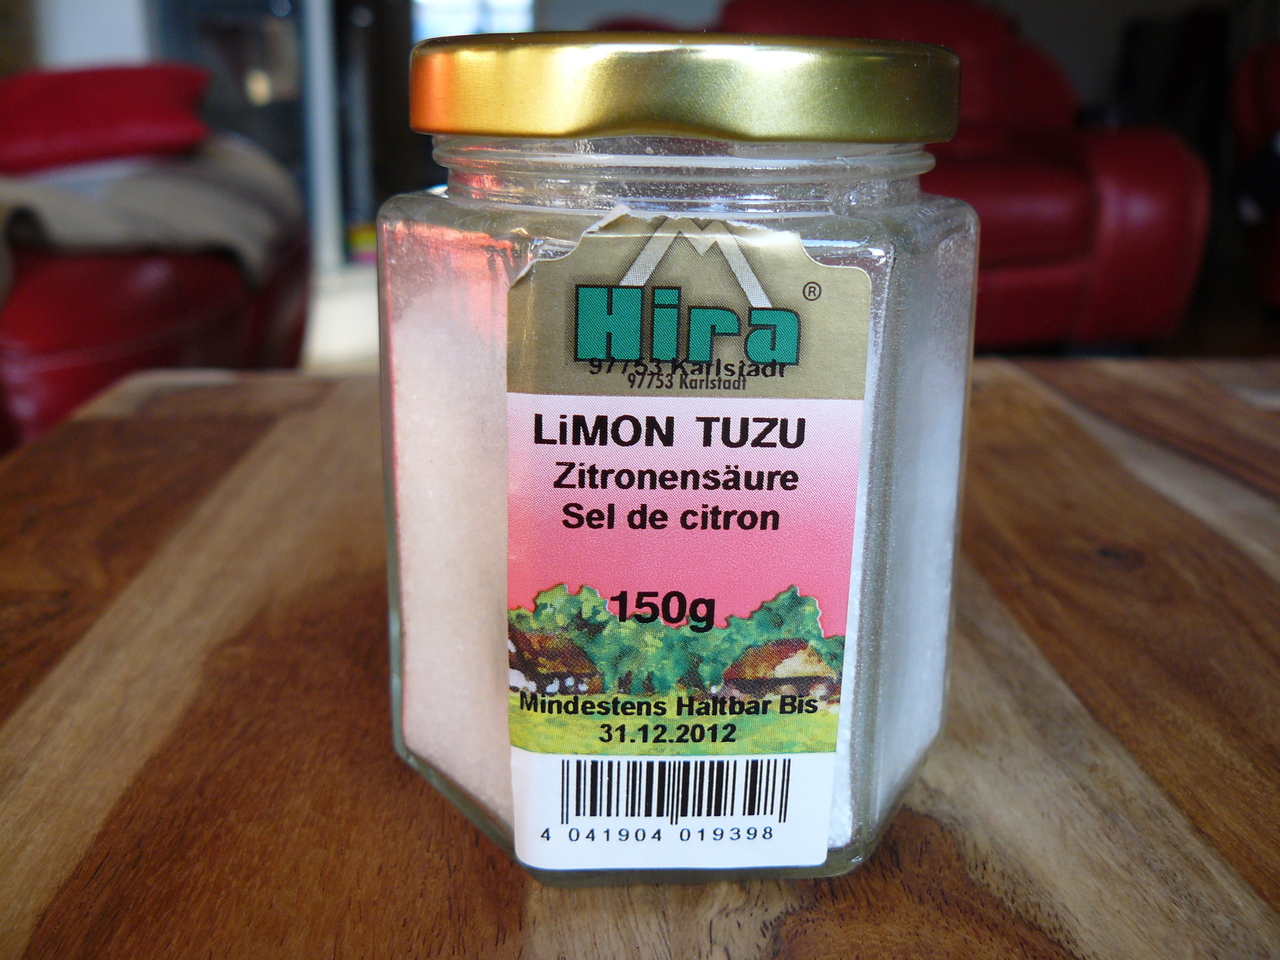 Hira®
97753 Karlstadt
97753 Karlstadt
LiMON TUZU
Zitronensäure
Sel de citron
150g
Mindestens Haltbar Bis
31.12.2012
4 041904 019398